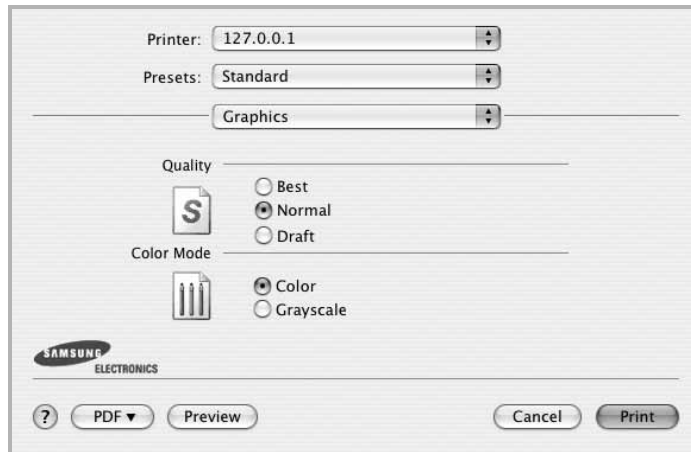 Printer: 127.0.0.1
Presets: Standard
Graphics
Quality
Best
S
Normal
Draft
Color Mode
Color
Grayscale
SAMSUNG
ELECTRONICS
? PDF▼ Preview Cancel Print